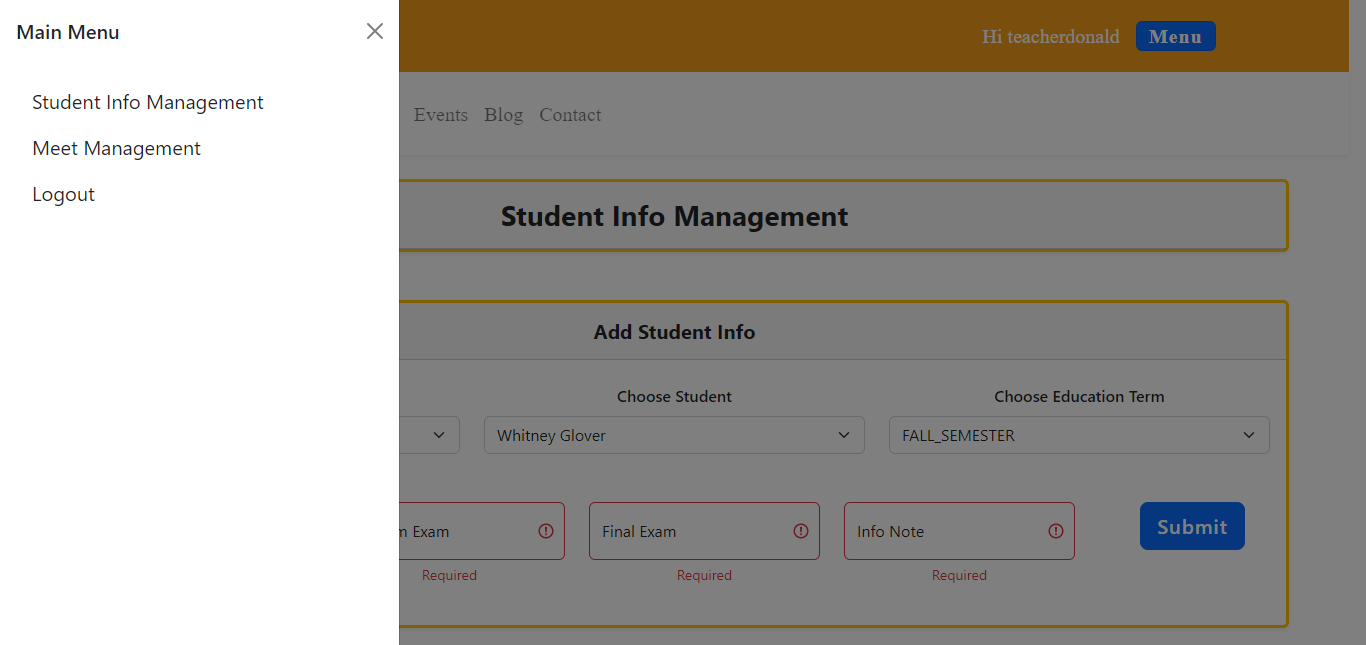 Main Menu
Student Info Management
Meet Management
Logout
Hi teacherdonald Menu
Events Blog Contact
Student Info Management
Add Student Info
Choose Student Choose Education Term
Whitney Glover FALL_SEMESTER
Exam Final Exam Info Note Submit
Required Required Required